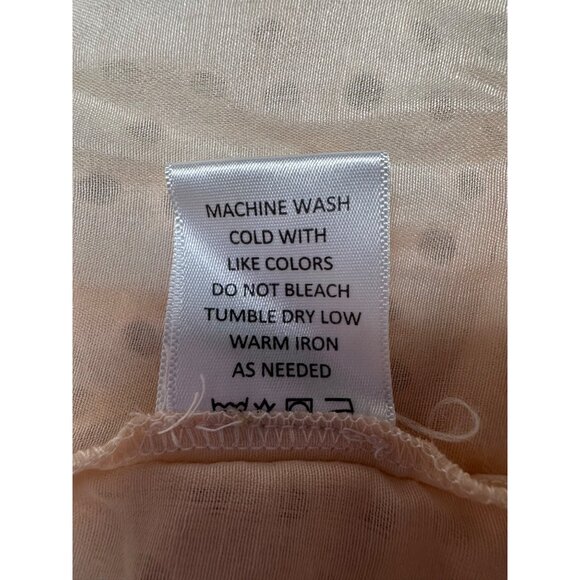 MACHINE WASH
COLD WITH
LIKE COLORS
DO NOT BLEACH
TUMBLE DRY LOW
WARM IRON
AS NEEDED